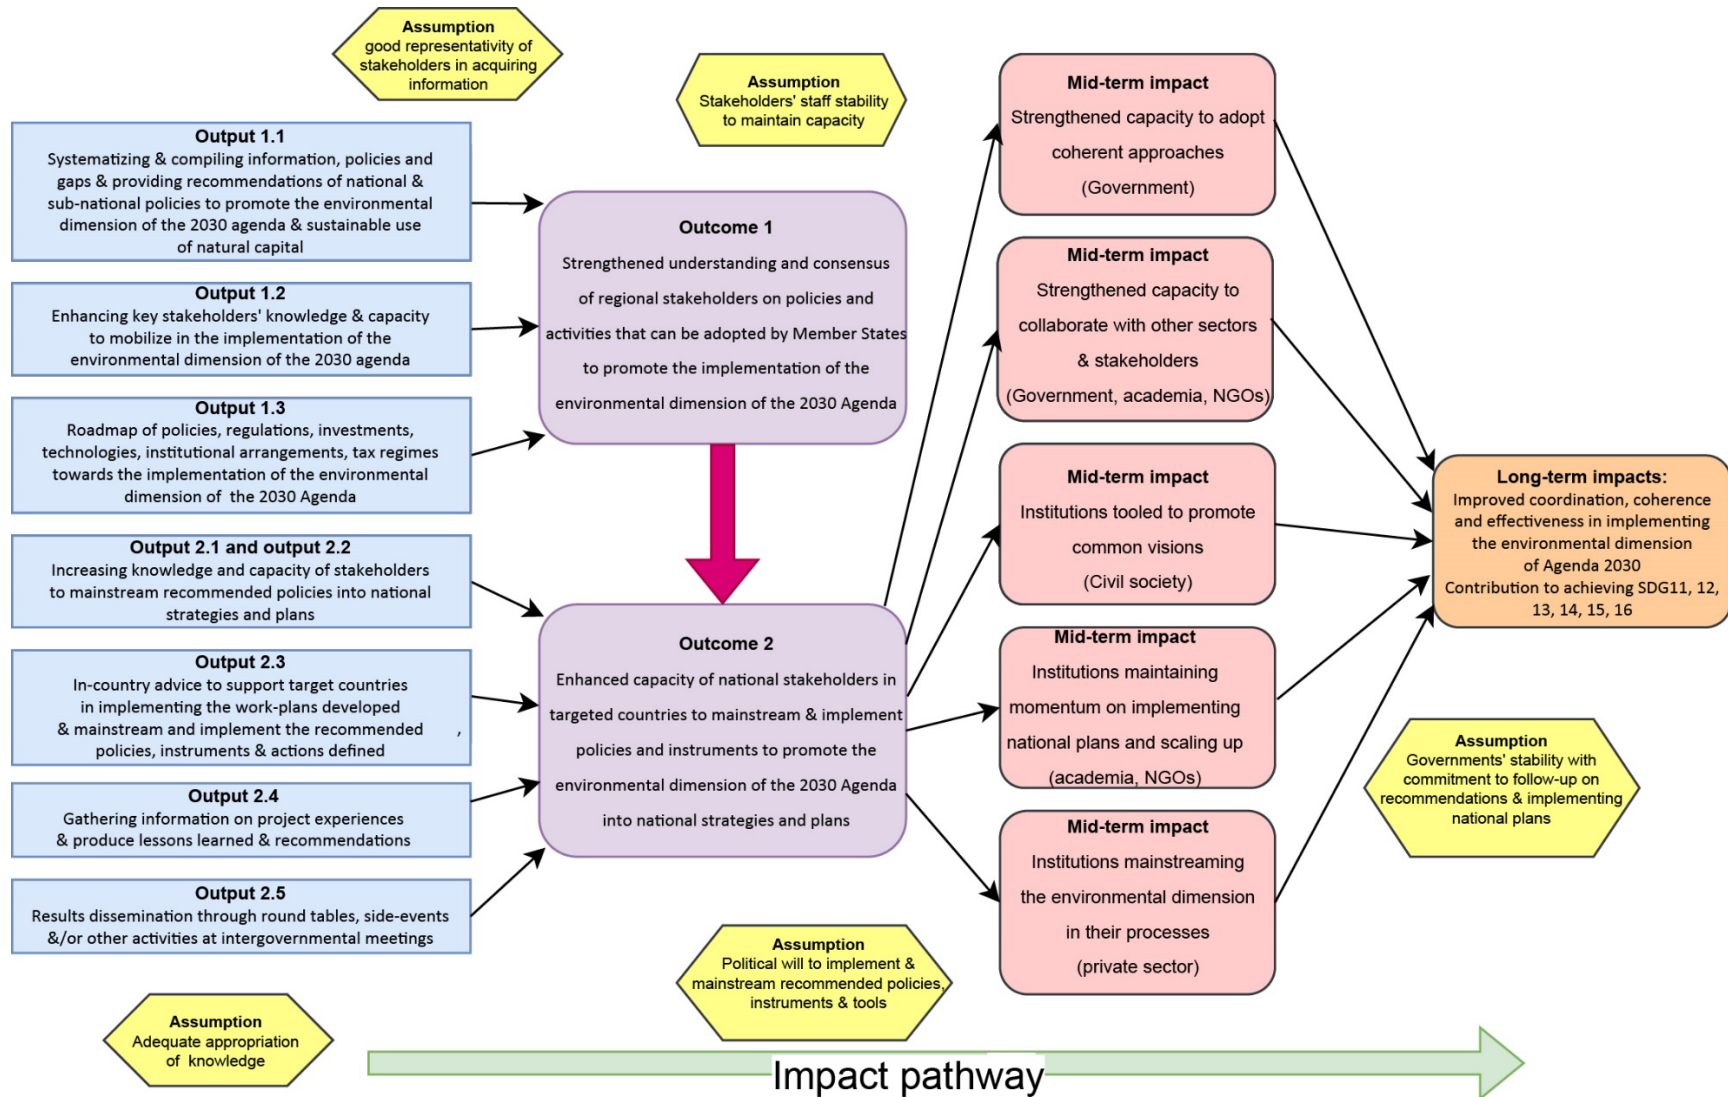 Assumption
good representativity of
stakeholders in acquiring
information
Output 1.1
Systematizing & compiling information, policies and
gaps & providing recommendations of national &
sub-national policies to promote the environmental
dimension of the 2030 agenda & sustainable use
of natural capital
Output 1.2
Enhancing key stakeholders' knowledge & capacity
to mobilize in the implementation of the
environmental dimension of the 2030 agenda
Output 1.3
Roadmap of policies, regulations, investments,
technologies, institutional arrangements, tax regimes
towards the implementation of the environmental
dimension of the 2030 Agenda
Output 2.1 and output 2.2
Increasing knowledge and capacity of stakeholders
to mainstream recommended policies into national
strategies and plans
Output 2.3
In-country advice to support target countries
in implementing the work-plans developed
& mainstream and implement the recommended ,
policies, instruments & actions defined
Output 2.4
Gathering information on project experiences
& produce lessons learned & recommendations
Output 2.5
Results dissemination through round tables, side-events
&/or other activities at intergovernmental meetings
Assumption
Adequate appropriation
of knowledge
Assumption
Stakeholders' staff stability
to maintain capacity
Outcome 1
Strengthened understanding and consensus
of regional stakeholders on policies and
activities that can be adopted by Member States
to promote the implementation of the
environmental dimension of the 2030 Agenda
Outcome 2
Enhanced capacity of national stakeholders in
targeted countries to mainstream & implement
policies and instruments to promote the
environmental dimension of the 2030 Agenda
into national strategies and plans
Assumption
Political will to implement &
mainstream recommended policies,
instruments & tools
Mid-term impact
Strengthened capacity to adopt
coherent approaches
(Government)
Mid-term impact
Strengthened capacity to
collaborate with other sectors
& stakeholders
(Government, academia, NGOs)
Mid-term impact
Institutions tooled to promote
common visions
(Civil society)
Mid-term impact
Institutions maintaining
momentum on implementing
national plans and scaling up
(academia, NGOs)
Mid-term impact
Institutions mainstreaming
the environmental dimension
in their processes
(private sector)
Long-term impacts:
Improved coordination, coherence
and effectiveness in implementing
the environmental dimension
of Agenda 2030
Contribution to achieving SDG11, 12,
13, 14, 15, 16
Assumption
Governments' stability with
commitment to follow-up on
recommendations & implementing
national plans
Impact pathway